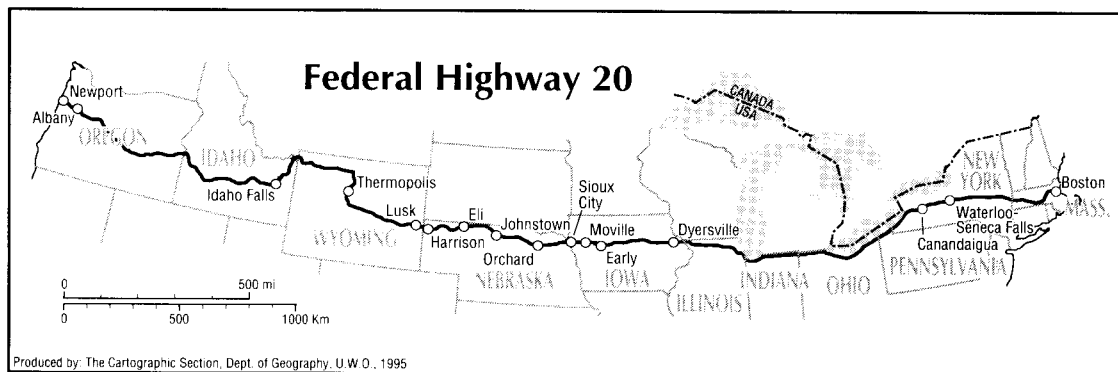 Federal Highway 20
CANADA
USA
Newport
Albany
OREGON
IDAHO
Idaho Falls
Thermopolis
WYOMING
Lusk
Harrison
Eli
Johnstown
Orchard
NEBRASKA
Sioux
City
Moville
Early
IOWA
Dyersville
ILLINOIS
INDIANA
OHIO
NEW
YORK
Boston
MASS.
Waterloo-
Seneca Falls
Canandaigua
PENNSYLVANIA
0 500 mi
0 500 1000 Km
Produced by: The Cartographic Section, Dept. of Geography, U.W.O., 1995